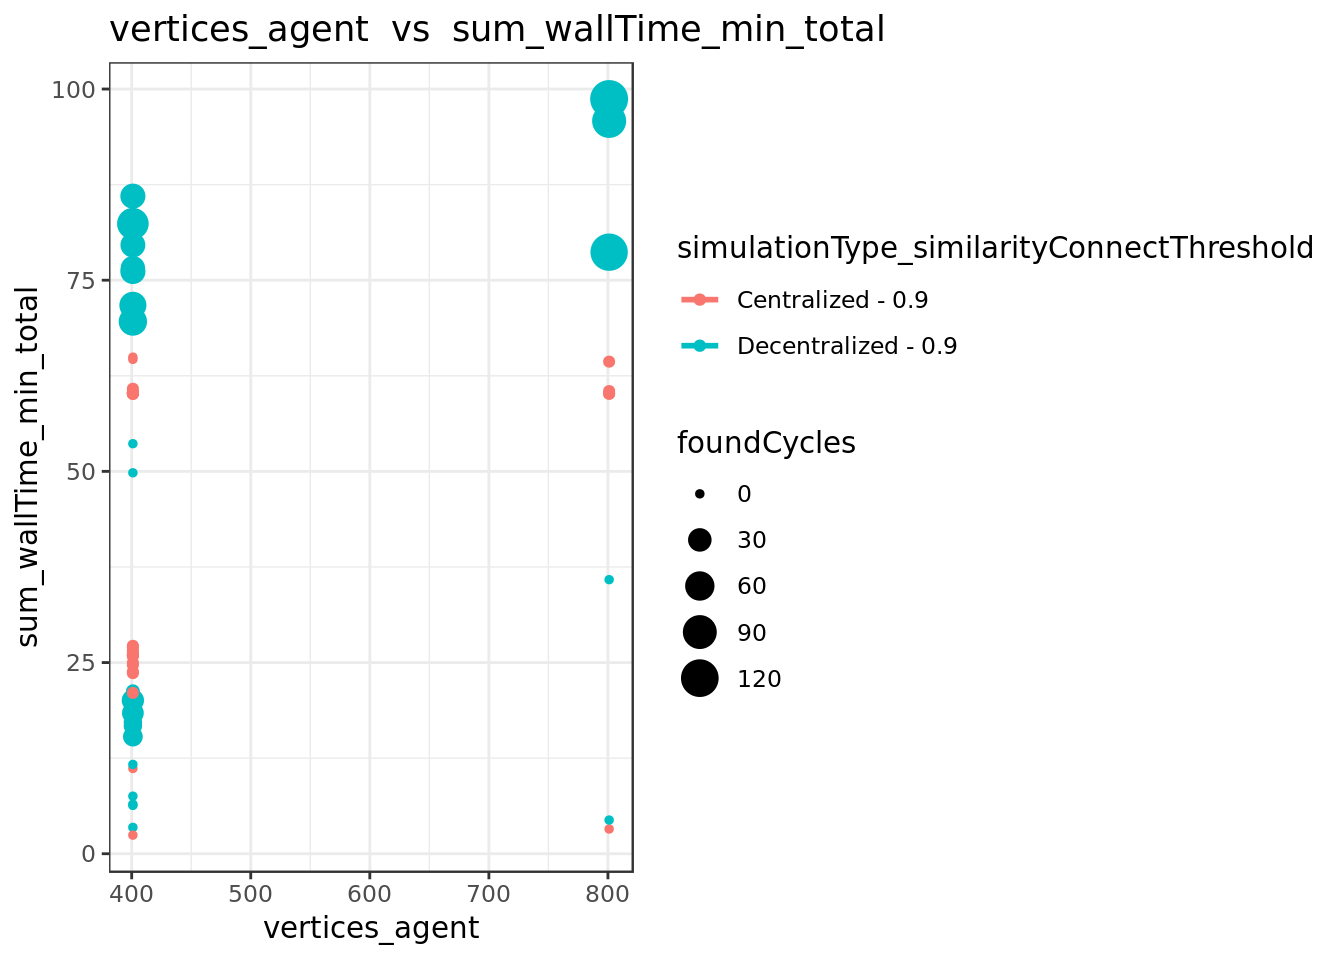 vertices_agent  vs  sum_wallTime_min_total
sum_wallTime_min_total
100
75
50
25
0
400 500 600 700 800
vertices_agent
simulationType_similarityConnectThreshold
Centralized - 0.9
Decentralized - 0.9
foundCycles
0
30
60
90
120